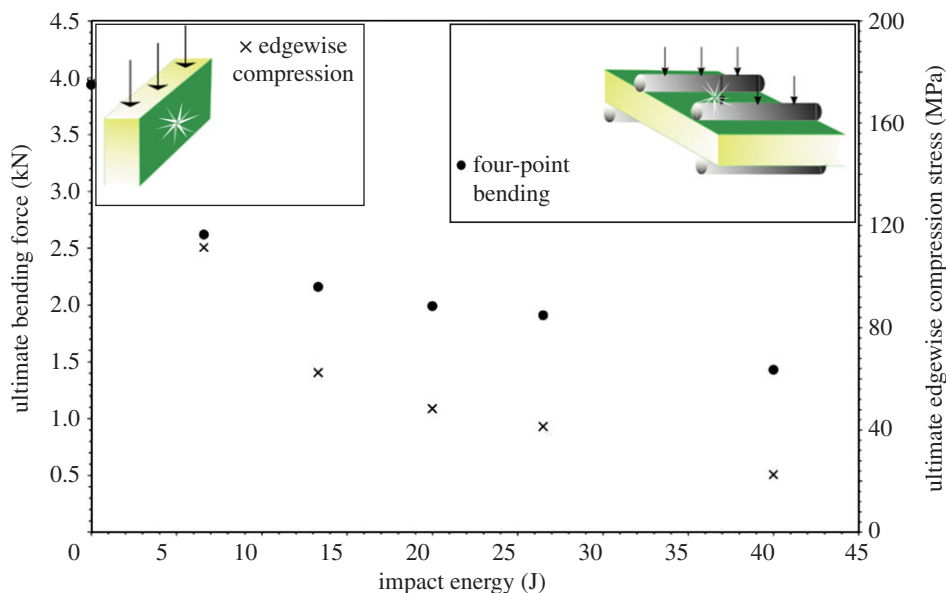 4.5
4.0
3.5
3.0
2.5
2.0
1.5
1.0
0.5
ultimate bending force (kN)
× edgewise
compression
● four-point
bending
200
160
120
80
40
0
ultimate edgewise compression stress (MPa)
0 5 10 15 20 25 30 35 40 45
impact energy (J)